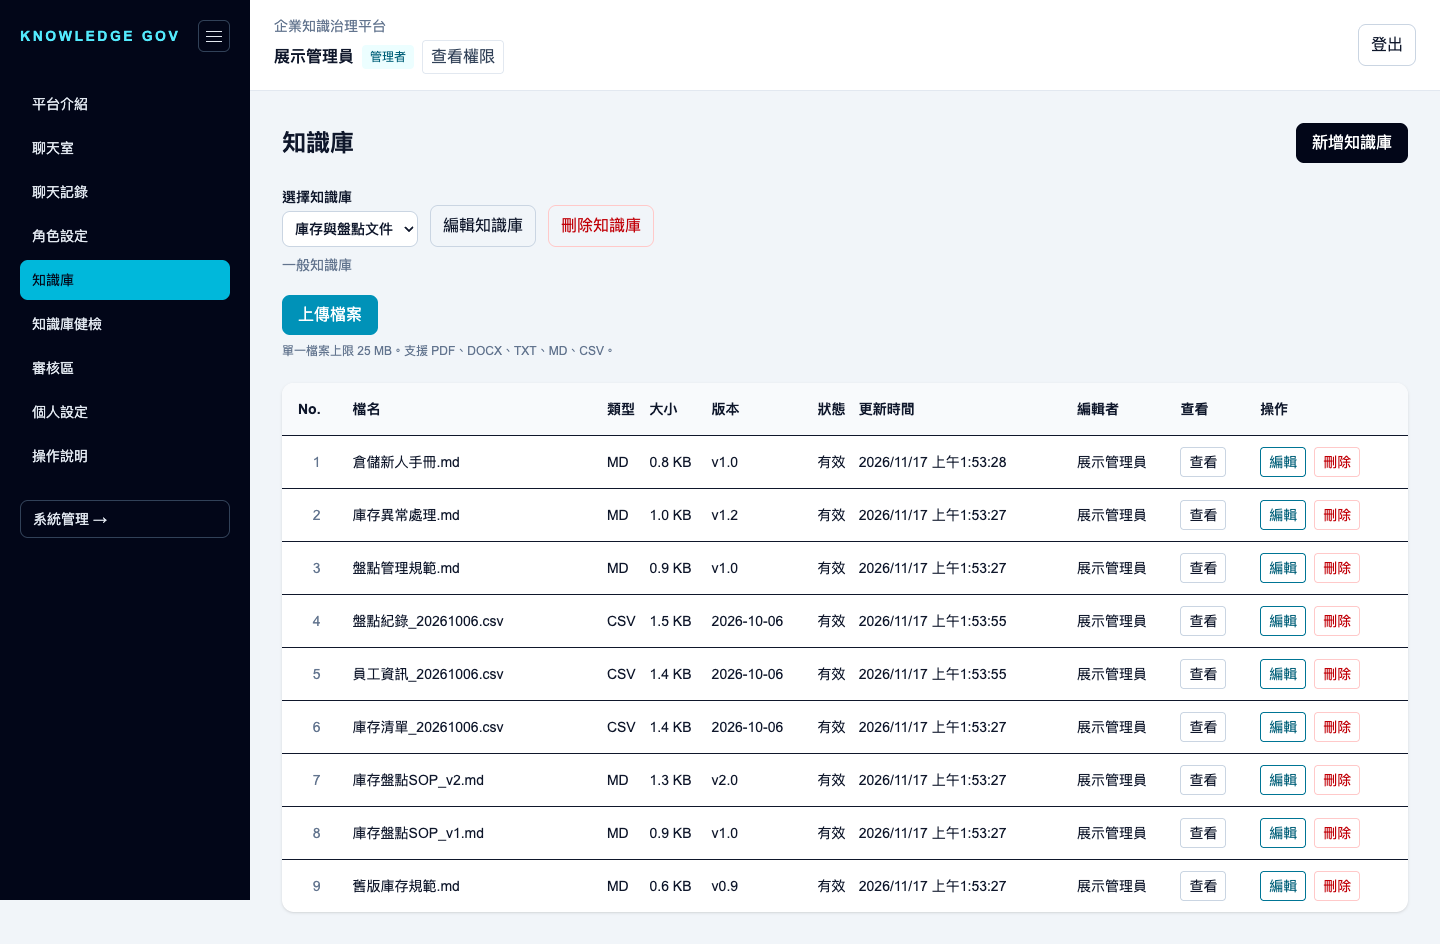 KNOWLEDGE GOV
平台介紹
聊天室
聊天記錄
角色設定
知識庫
知識庫健檢
審核區
個人設定
操作說明
系統管理 →
企業知識治理平台
展示管理員 管理者 查看權限
登出
知識庫
新增知識庫
選擇知識庫
庫存與盤點文件 編輯知識庫 刪除知識庫
一般知識庫
上傳檔案
單一檔案上限 25 MB。支援 PDF、DOCX、TXT、MD、CSV。
No. 檔名 類型 大小 版本 狀態 更新時間 編輯者 查看 操作
1 倉儲新人手冊.md MD 0.8 KB v1.0 有效 2026/11/17 上午1:53:28 展示管理員 查看 編輯 刪除
2 庫存異常處理.md MD 1.0 KB v1.2 有效 2026/11/17 上午1:53:27 展示管理員 查看 編輯 刪除
3 盤點管理規範.md MD 0.9 KB v1.0 有效 2026/11/17 上午1:53:27 展示管理員 查看 編輯 刪除
4 盤點紀錄_20261006.csv CSV 1.5 KB 2026-10-06 有效 2026/11/17 上午1:53:55 展示管理員 查看 編輯 刪除
5 員工資訊_20261006.csv CSV 1.4 KB 2026-10-06 有效 2026/11/17 上午1:53:55 展示管理員 查看 編輯 刪除
6 庫存清單_20261006.csv CSV 1.4 KB 2026-10-06 有效 2026/11/17 上午1:53:27 展示管理員 查看 編輯 刪除
7 庫存盤點SOP_v2.md MD 1.3 KB v2.0 有效 2026/11/17 上午1:53:27 展示管理員 查看 編輯 刪除
8 庫存盤點SOP_v1.md MD 0.9 KB v1.0 有效 2026/11/17 上午1:53:27 展示管理員 查看 編輯 刪除
9 舊版庫存規範.md MD 0.6 KB v0.9 有效 2026/11/17 上午1:53:27 展示管理員 查看 編輯 刪除